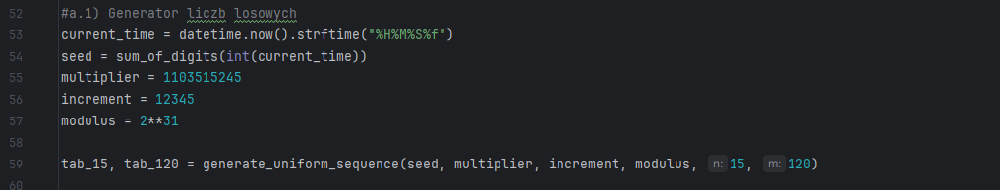 52 #a.1) Generator liczb losowych
53 current_time = datetime.now().strftime("%H%M%S%f")
54 seed = sum_of_digits(int(current_time))
55 multiplier = 1103515245
56 increment = 12345
57 modulus = 2**31
58
59 tab_15, tab_120 = generate_uniform_sequence(seed, multiplier, increment, modulus, n: 15, m: 120)
60